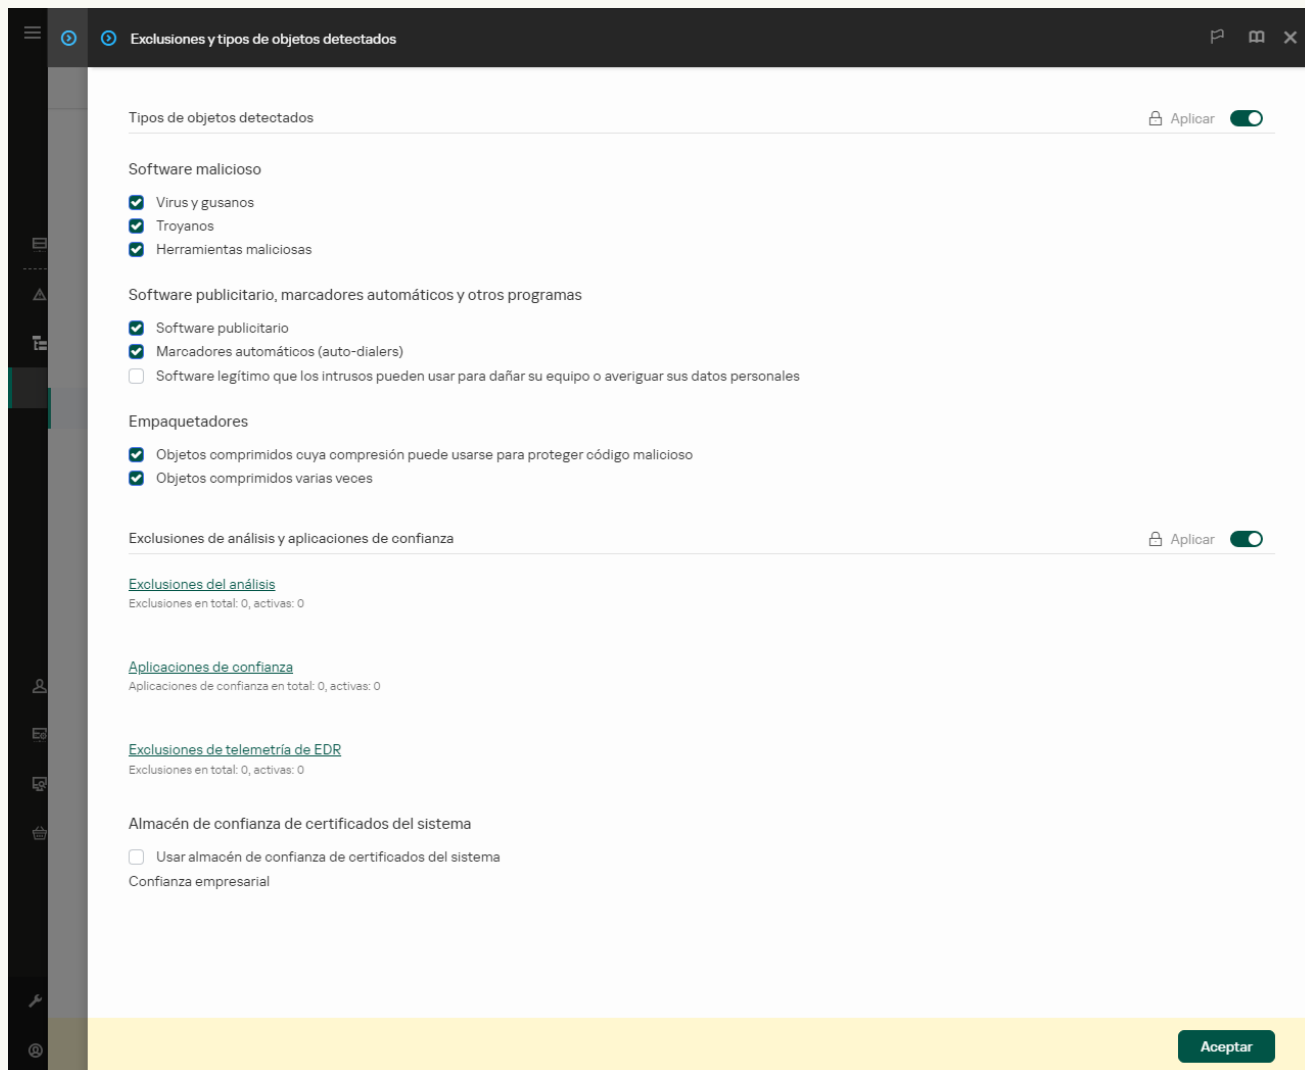 Exclusiones y tipos de objetos detectados
Tipos de objetos detectados
Aplicar
Software malicioso
Virus y gusanos
Troyanos
Herramientas maliciosas
Software publicitario, marcadores automáticos y otros programas
Software publicitario
Marcadores automáticos (auto-dialers)
Software legítimo que los intrusos pueden usar para dañar su equipo o averiguar sus datos personales
Empaquetadores
Objetos comprimidos cuya compresión puede usarse para proteger código malicioso
Objetos comprimidos varias veces
Exclusiones de análisis y aplicaciones de confianza
Aplicar
Exclusiones del análisis
Exclusiones en total: 0, activas: 0
Aplicaciones de confianza
Aplicaciones de confianza en total: 0, activas: 0
Exclusiones de telemetría de EDR
Exclusiones en total: 0, activas: 0
Almacén de confianza de certificados del sistema
Usar almacén de confianza de certificados del sistema
Confianza empresarial
Aceptar